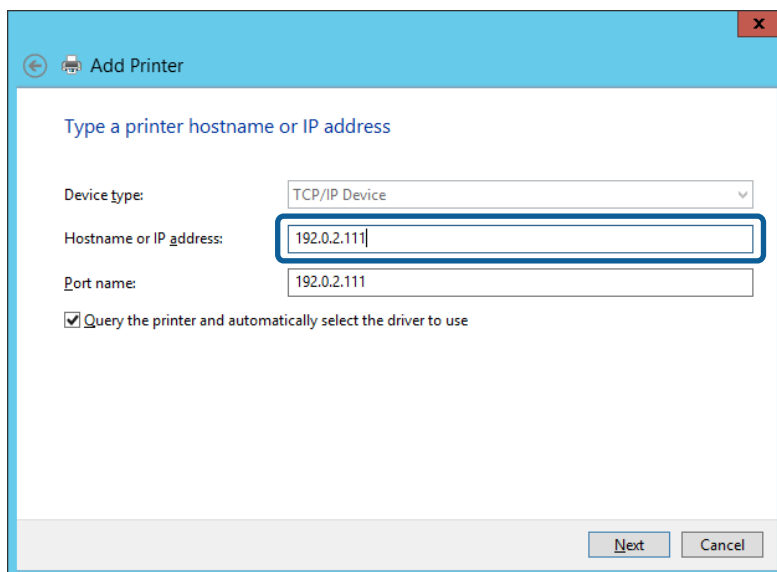 x
Add Printer
Type a printer hostname or IP address
Device type: TCP/IP Device
Hostname or IP address: 192.0.2.111
Port name: 192.0.2.111
Query the printer and automatically select the driver to use
Next Cancel